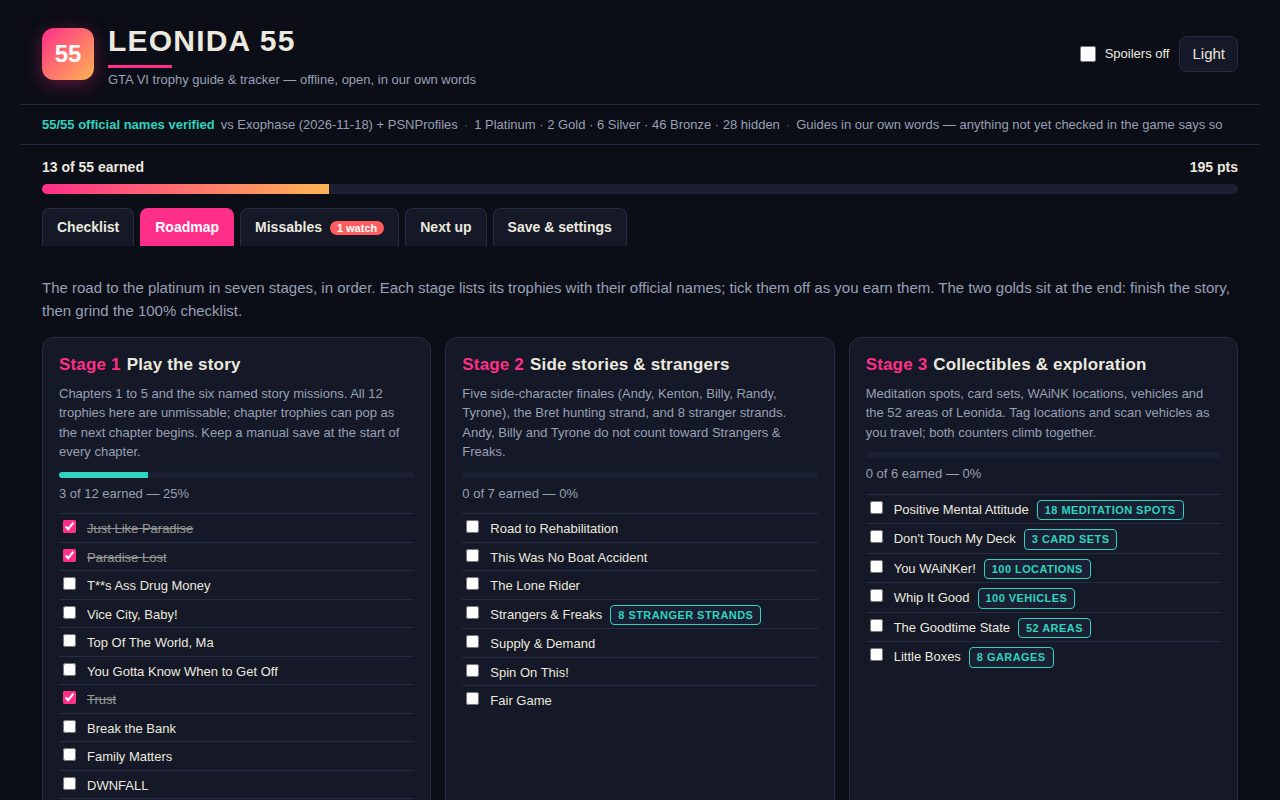 55
LEONIDA 55
GTA VI trophy guide & tracker — offline, open, in our own words
Spoilers off
Light
55/55 official names verified vs Exophase (2026-11-18) + PSNProfiles · 1 Platinum · 2 Gold · 6 Silver · 46 Bronze · 28 hidden · Guides in our own words — anything not yet checked in the game says so
13 of 55 earned
195 pts
Checklist
Roadmap
Missables 1 watch
Next up
Save & settings
The road to the platinum in seven stages, in order. Each stage lists its trophies with their official names; tick them off as you earn them. The two golds sit at the end: finish the story,
then grind the 100% checklist.
Stage 1 Play the story
Chapters 1 to 5 and the six named story missions. All 12
trophies here are unmissable; chapter trophies can pop as
the next chapter begins. Keep a manual save at the start of
every chapter.
3 of 12 earned — 25%
Just Like Paradise
Paradise Lost
T**s Ass Drug Money
Vice City, Baby!
Top Of The World, Ma
You Gotta Know When to Get Off
Trust
Break the Bank
Family Matters
DWNFALL
Stage 2 Side stories & strangers
Five side-character finales (Andy, Kenton, Billy, Randy,
Tyrone), the Bret hunting strand, and 8 stranger strands.
Andy, Billy and Tyrone do not count toward Strangers &
Freaks.
0 of 7 earned — 0%
Road to Rehabilitation
This Was No Boat Accident
The Lone Rider
Strangers & Freaks 8 STRANGER STRANDS
Supply & Demand
Spin On This!
Fair Game
Stage 3 Collectibles & exploration
Meditation spots, card sets, WAiNK locations, vehicles and
the 52 areas of Leonida. Tag locations and scan vehicles as
you travel; both counters climb together.
0 of 6 earned — 0%
Positive Mental Attitude 18 MEDITATION SPOTS
Don't Touch My Deck 3 CARD SETS
You WAiNKer! 100 LOCATIONS
Whip It Good 100 VEHICLES
The Goodtime State 52 AREAS
Little Boxes 8 GARAGES